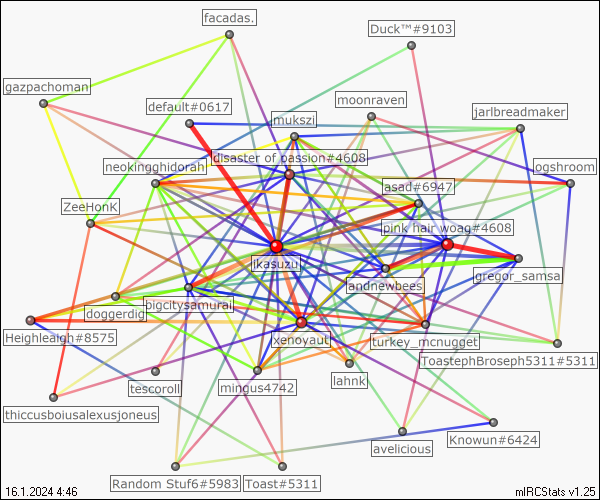 facadas.
Duck™#9103
gazpachoman
moonraven
default#0617
jarlbreadmaker
mukszi
disaster of passion#4608
neokingghidorah
ogshroom
asad#6947
ZeeHonK
pink hair woag#4608
ikasuzu
gregor_samsa
andnewbees
bigcitysamurai
doggerdig
Heighleaigh#8575
xenoyaut
turkey_mcnugget
ToastephBroseph5311#5311
tescoroll
mingus4742
lahnk
thiccusboiusalexusjoneus
avelicious
Knowun#6424
Random Stuf6#5983
Toast#5311
16.1.2024 4:46
mIRCStats v1.25